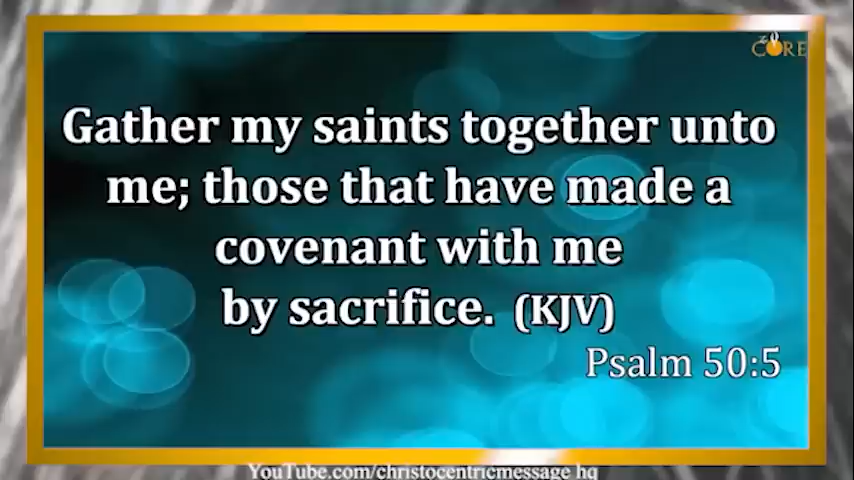 CORE
Gather my saints together unto
me; those that have made a
covenant with me
by sacrifice. (KJV)
Psalm 50:5
YouTube.com/christocentricmessage hq